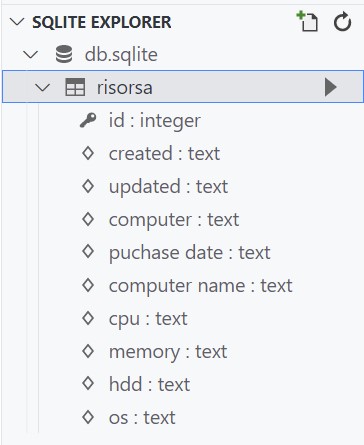 SQLITE EXPLORER
db.sqlite
risorsa
id : integer
created : text
updated : text
computer : text
puchase date : text
computer name : text
cpu : text
memory : text
hdd : text
os : text